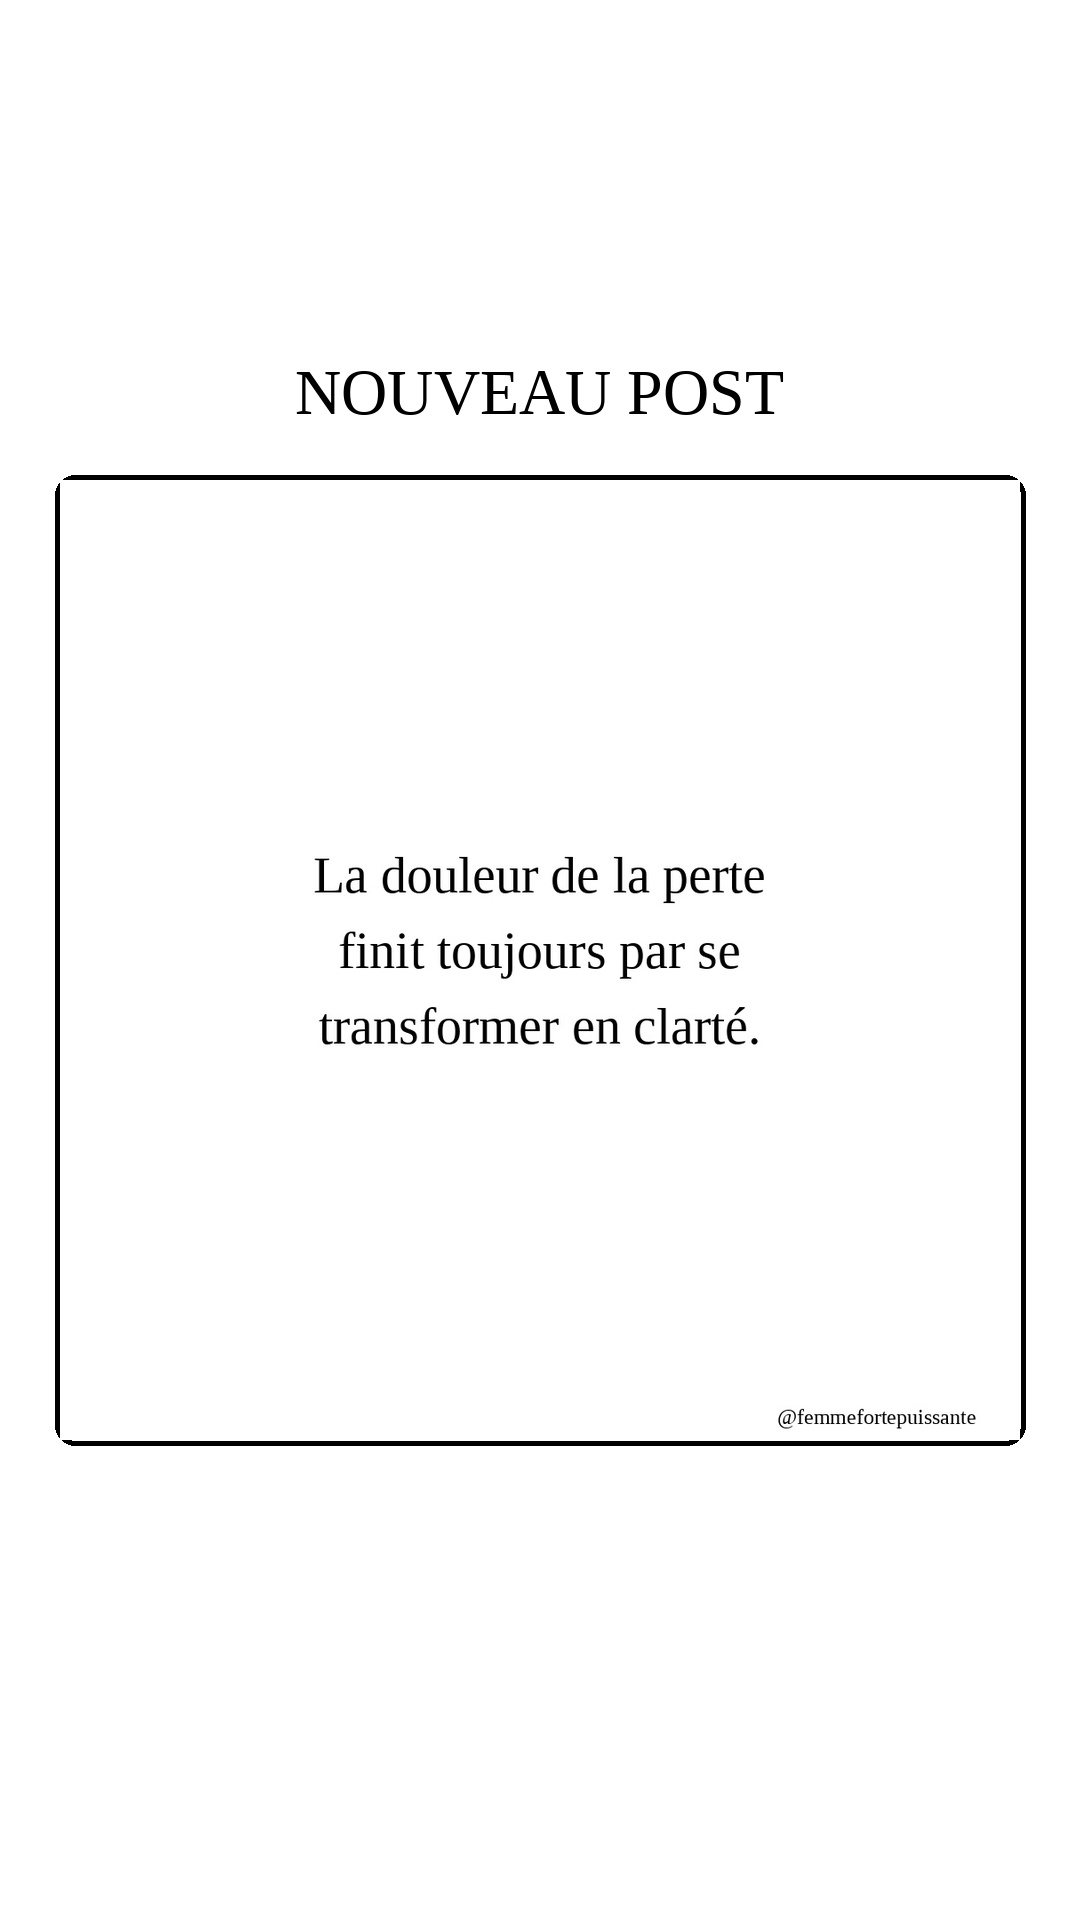 NOUVEAU POST
La douleur de la perte
finit toujours par se
transformer en clarté.
@femmefortepuissante